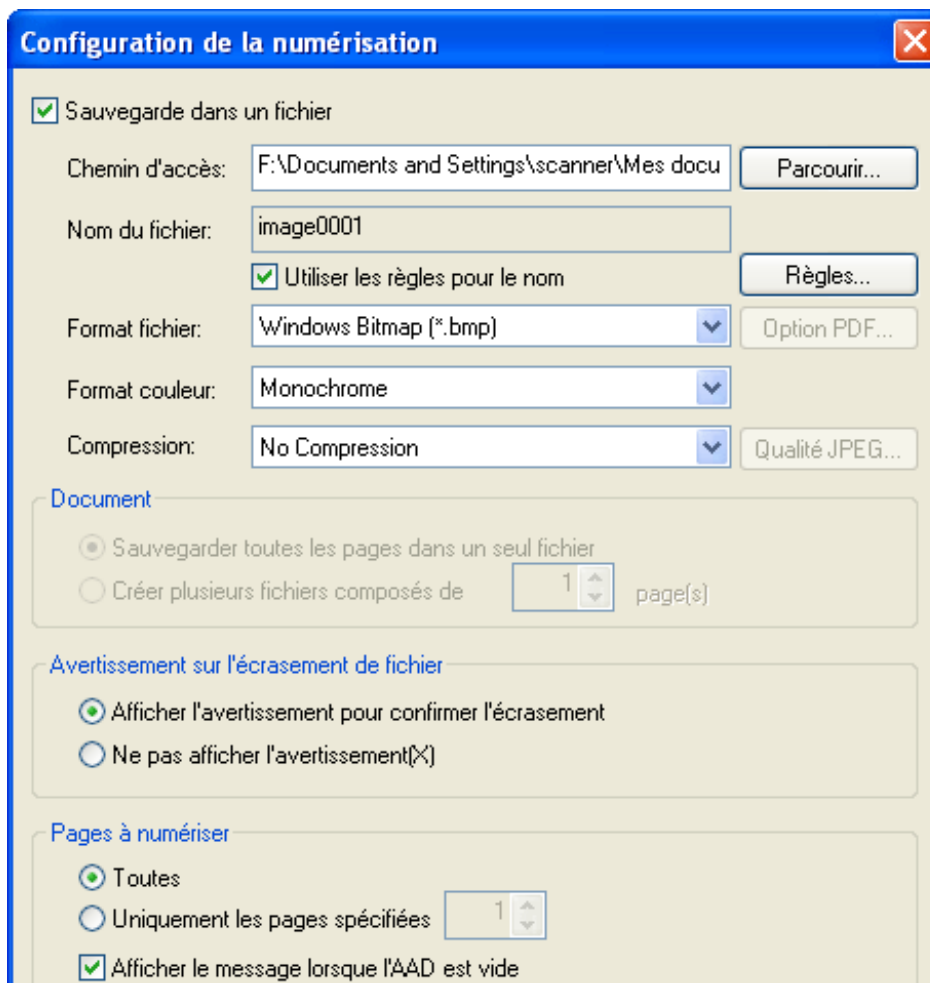 Configuration de la numérisation
Sauvegarde dans un fichier
Chemin d'accès: F:\Documents and Settings\scanner\Mes docu Parcourir...
Nom du fichier: image0001
Utiliser les règles pour le nom Règles...
Format fichier: Windows Bitmap (*.bmp) Option PDF...
Format couleur: Monochrome
Compression: No Compression Qualité JPEG...
Document
Sauvegarder toutes les pages dans un seul fichier
Créer plusieurs fichiers composés de 1 page(s)
Avertissement sur l'écrasement de fichier
Afficher l'avertissement pour confirmer l'écrasement
Ne pas afficher l'avertissement(X)
Pages à numériser
Toutes
Uniquement les pages spécifiées 1
Afficher le message lorsque l'AAD est vide